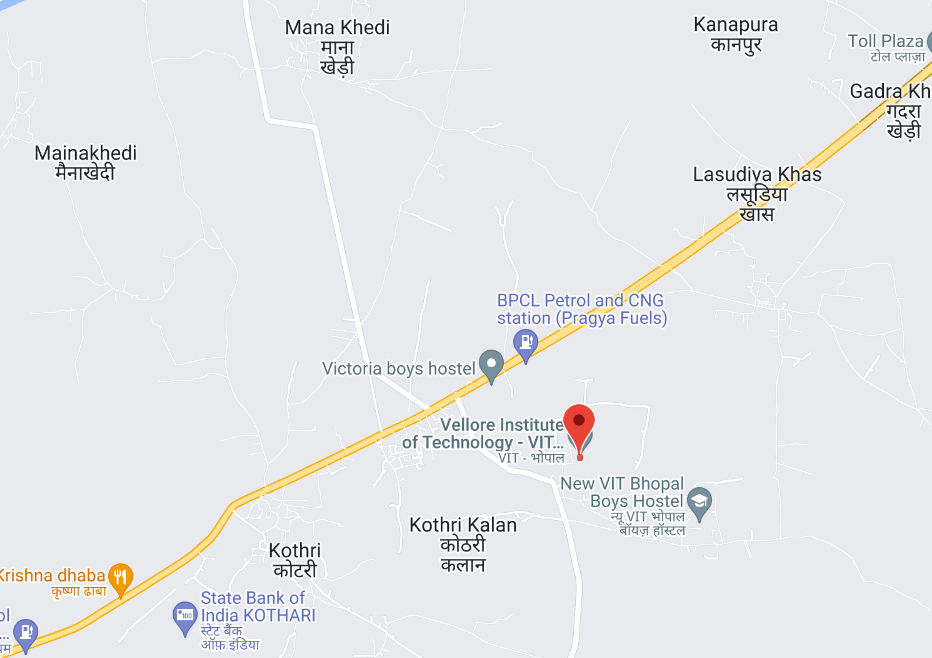 Mana Khedi
माना
खेड़ी
Kanapura
कानपुर
Toll Plaza
टोल प्लाज़ा
Gadra Kh
गदरा
खेड़ी
Mainakhedi
मैनाखेदी
Lasudiya Khas
लसूडिया
खास
BPCL Petrol and CNG
station (Pragya Fuels)
Victoria boys hostel
Vellore Institute
of Technology - VIT...
VIT - भोपाल
New VIT Bhopal
Boys Hostel
न्यू VIT भोपाल
बॉयज़ हॉस्टल
Kothri Kalan
कोठरी
कलान
Kothri
कोटरी
Krishna dhaba
कृष्णा ढाबा
State Bank of
India KOTHARI
स्टेट बैंक
ऑफ़ इंडिया
ol
...